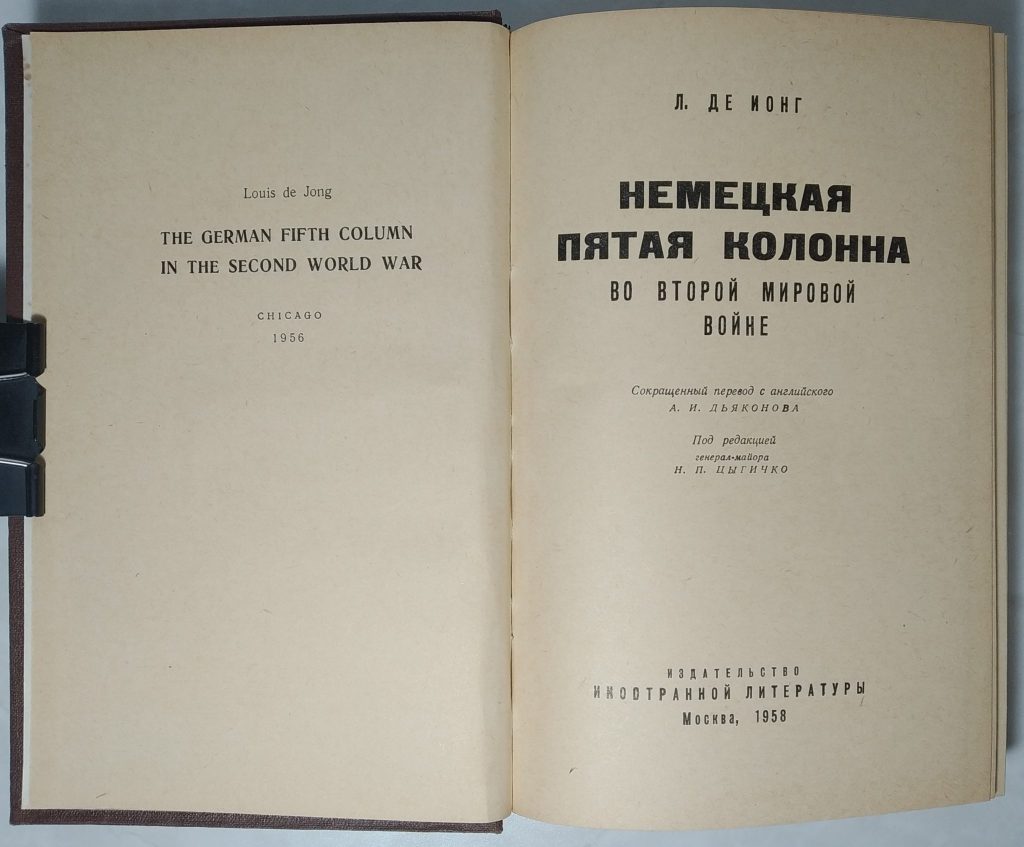 Louis de Jong
THE GERMAN FIFTH COLUMN
IN THE SECOND WORLD WAR
CHICAGO
1956
Л. ДЕ ИОНГ
НЕМЕЦКАЯ
ПЯТАЯ КОЛОННА
ВО ВТОРОЙ МИРОВОЙ
ВОЙНЕ
Сокращенный перевод с английского
А. И. ДЬЯКОНОВА
Под редакцией
генерал-майора
Н. П. ЦЫГИЧКО
ИЗДАТЕЛЬСТВО
ИНОСТРАННОЙ ЛИТЕРАТУРЫ
Москва, 1958